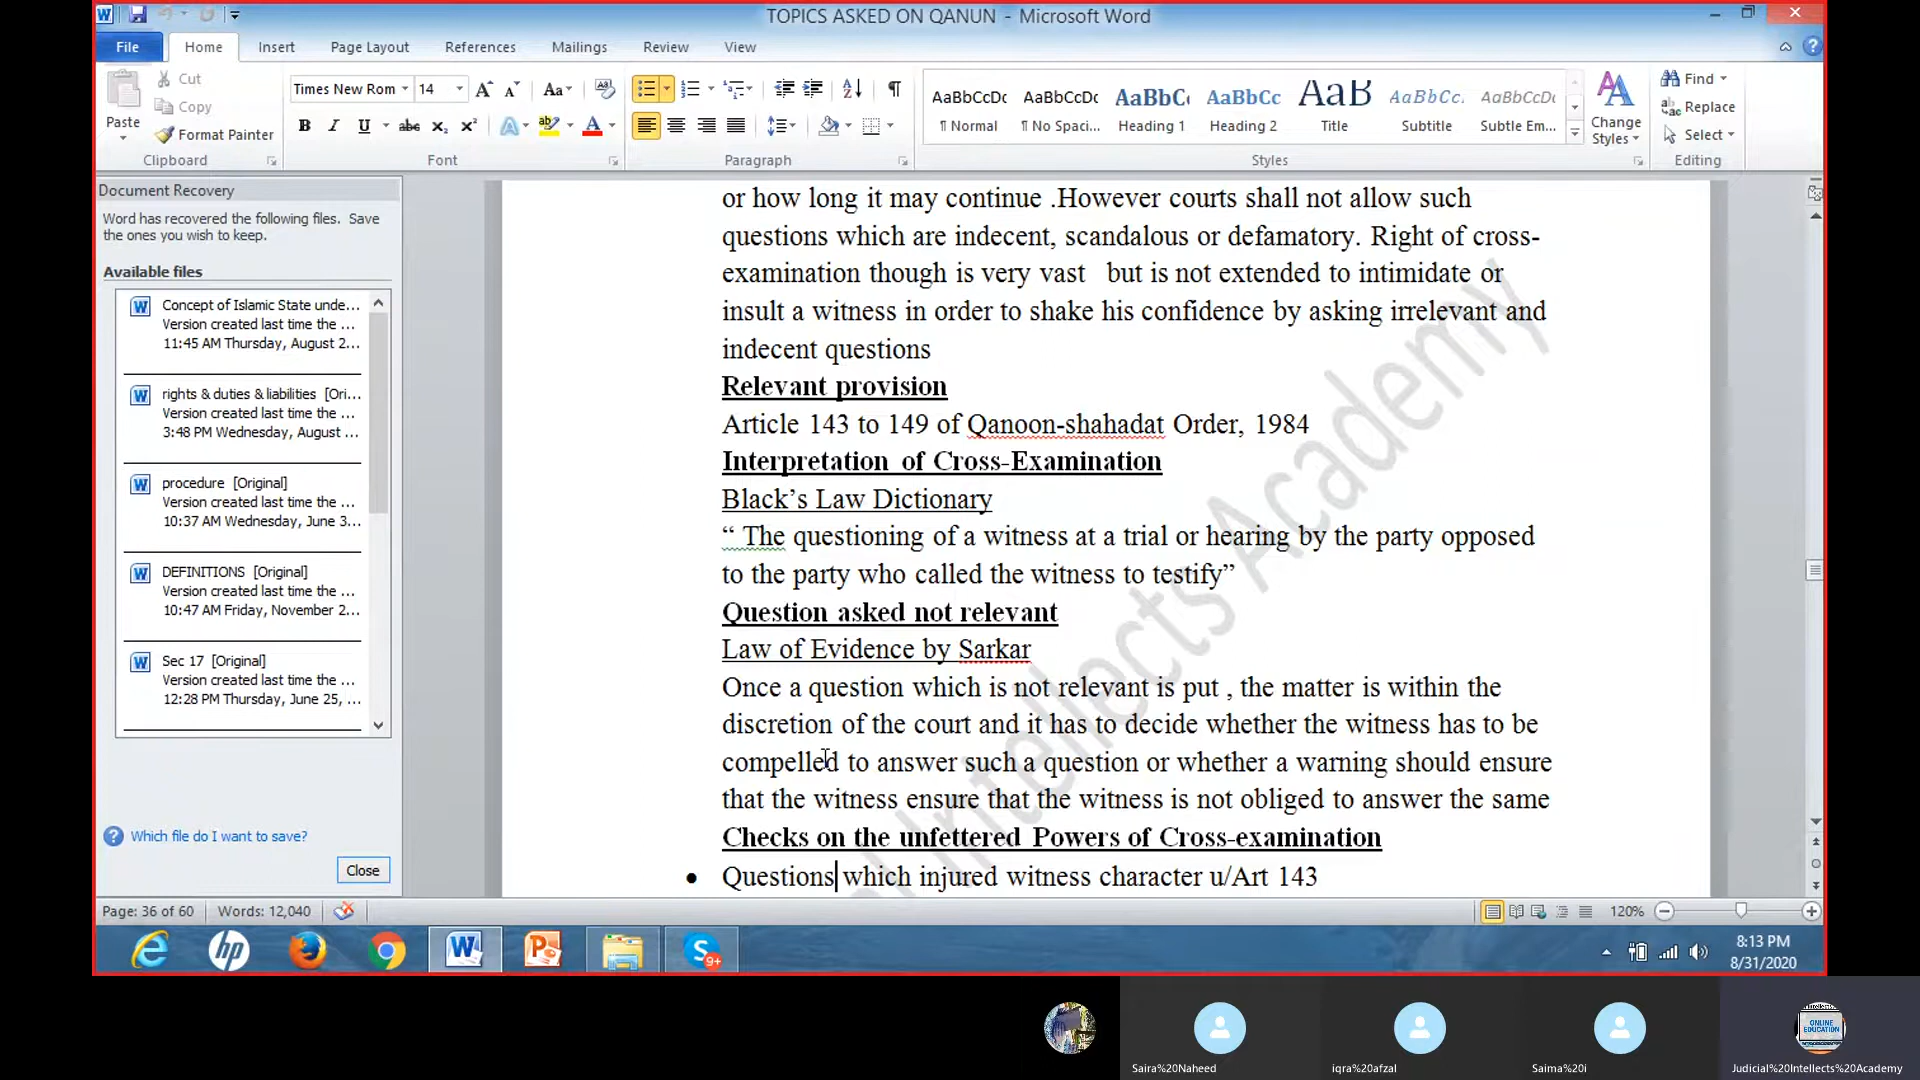 TOPICS ASKED ON QANUN - Microsoft Word
File Home Insert Page Layout References Mailings Review View
Paste
Cut
Copy
Format Painter
Clipboard
Times New Rom 14
Font
Paragraph
AaBbCcDc AaBbCcDc AaBbC AaBbCc AaB AaBbCc. AaBbCcDc
¶ Normal ¶ No Spaci... Heading 1 Heading 2 Title Subtitle Subtle Em...
Change
Styles
Styles
Find
Replace
Select
Editing
Document Recovery
Word has recovered the following files. Save
the ones you wish to keep.
Available files
Concept of Islamic State unde...
Version created last time the ...
11:45 AM Thursday, August 2...
rights & duties & liabilities [Ori...
Version created last time the ...
3:48 PM Wednesday, August ...
procedure [Original]
Version created last time the ...
10:37 AM Wednesday, June 3...
DEFINITIONS [Original]
Version created last time the ...
10:47 AM Friday, November 2...
Sec 17 [Original]
Version created last time the ...
12:28 PM Thursday, June 25, ...
Which file do I want to save?
Close
or how long it may continue .However courts shall not allow such
questions which are indecent, scandalous or defamatory. Right of cross-
examination though is very vast but is not extended to intimidate or
insult a witness in order to shake his confidence by asking irrelevant and
indecent questions
Relevant provision
Article 143 to 149 of Qanoon-shahadat Order, 1984
Interpretation of Cross-Examination
Black’s Law Dictionary
“ The questioning of a witness at a trial or hearing by the party opposed
to the party who called the witness to testify”
Question asked not relevant
Law of Evidence by Sarkar
Once a question which is not relevant is put , the matter is within the
discretion of the court and it has to decide whether the witness has to be
compelled to answer such a question or whether a warning should ensure
that the witness ensure that the witness is not obliged to answer the same
Checks on the unfettered Powers of Cross-examination
• Questions which injured witness character u/Art 143
al Intellects Academy
Page: 36 of 60 Words: 12,040
120%
8:13 PM
8/31/2020
9+
ONLINE
EDUCATION
Saira%20Naheed iqra%20afzal Saima%20i Judicial%20Intellects%20Academy